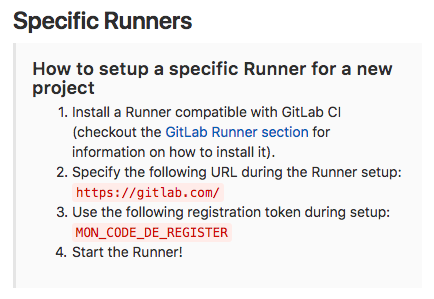 Specific Runners
How to setup a specific Runner for a new
project
1. Install a Runner compatible with GitLab CI
(checkout the GitLab Runner section for
information on how to install it).
2. Specify the following URL during the Runner setup:
https://gitlab.com/
3. Use the following registration token during setup:
MON_CODE_DE_REGISTER
4. Start the Runner!